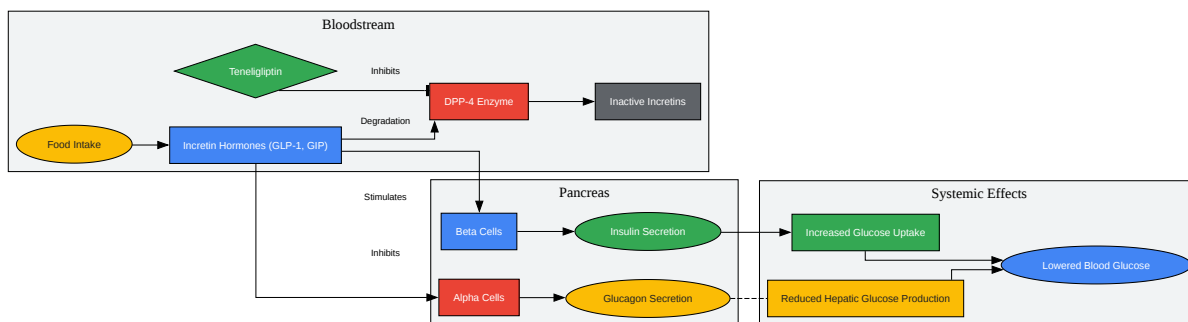 Bloodstream
Teneligliptin
Inhibits
DPP-4 Enzyme
Inactive Incretins
Degradation
Food Intake
Incretin Hormones (GLP-1, GIP)
Stimulates
Pancreas
Systemic Effects
Beta Cells
Insulin Secretion
Increased Glucose Uptake
Inhibits
Lowered Blood Glucose
Alpha Cells
Glucagon Secretion
Reduced Hepatic Glucose Production